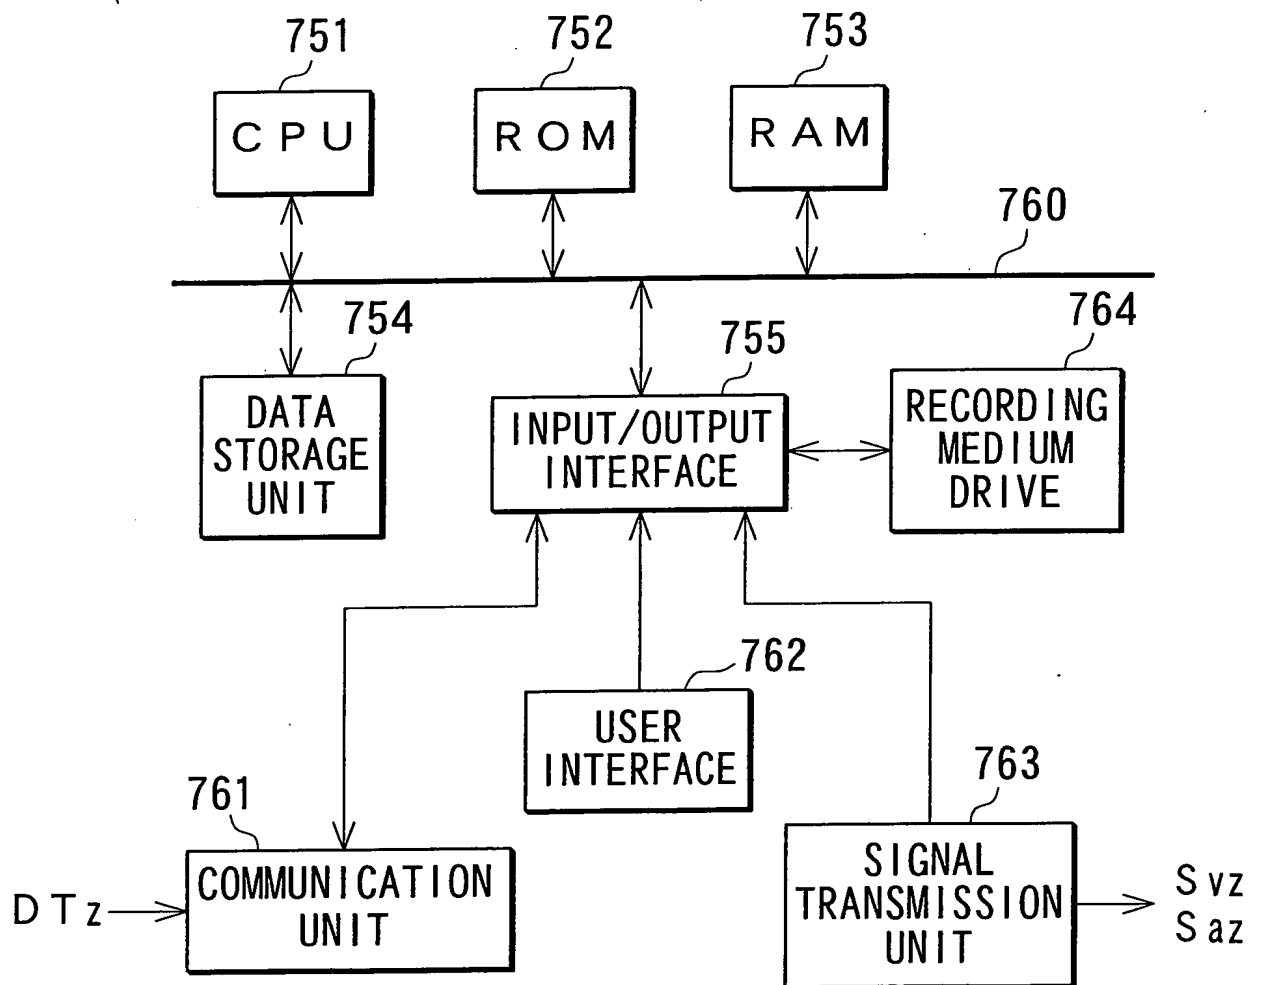 751
752
753
CPU
ROM
RAM
760
754
755
764
DATA
STORAGE
UNIT
INPUT/OUTPUT
INTERFACE
RECORDING
MEDIUM
DRIVE
762
USER
INTERFACE
761
763
COMMUNICATION
UNIT
SIGNAL
TRANSMISSION
UNIT
DTz
Svz
Saz